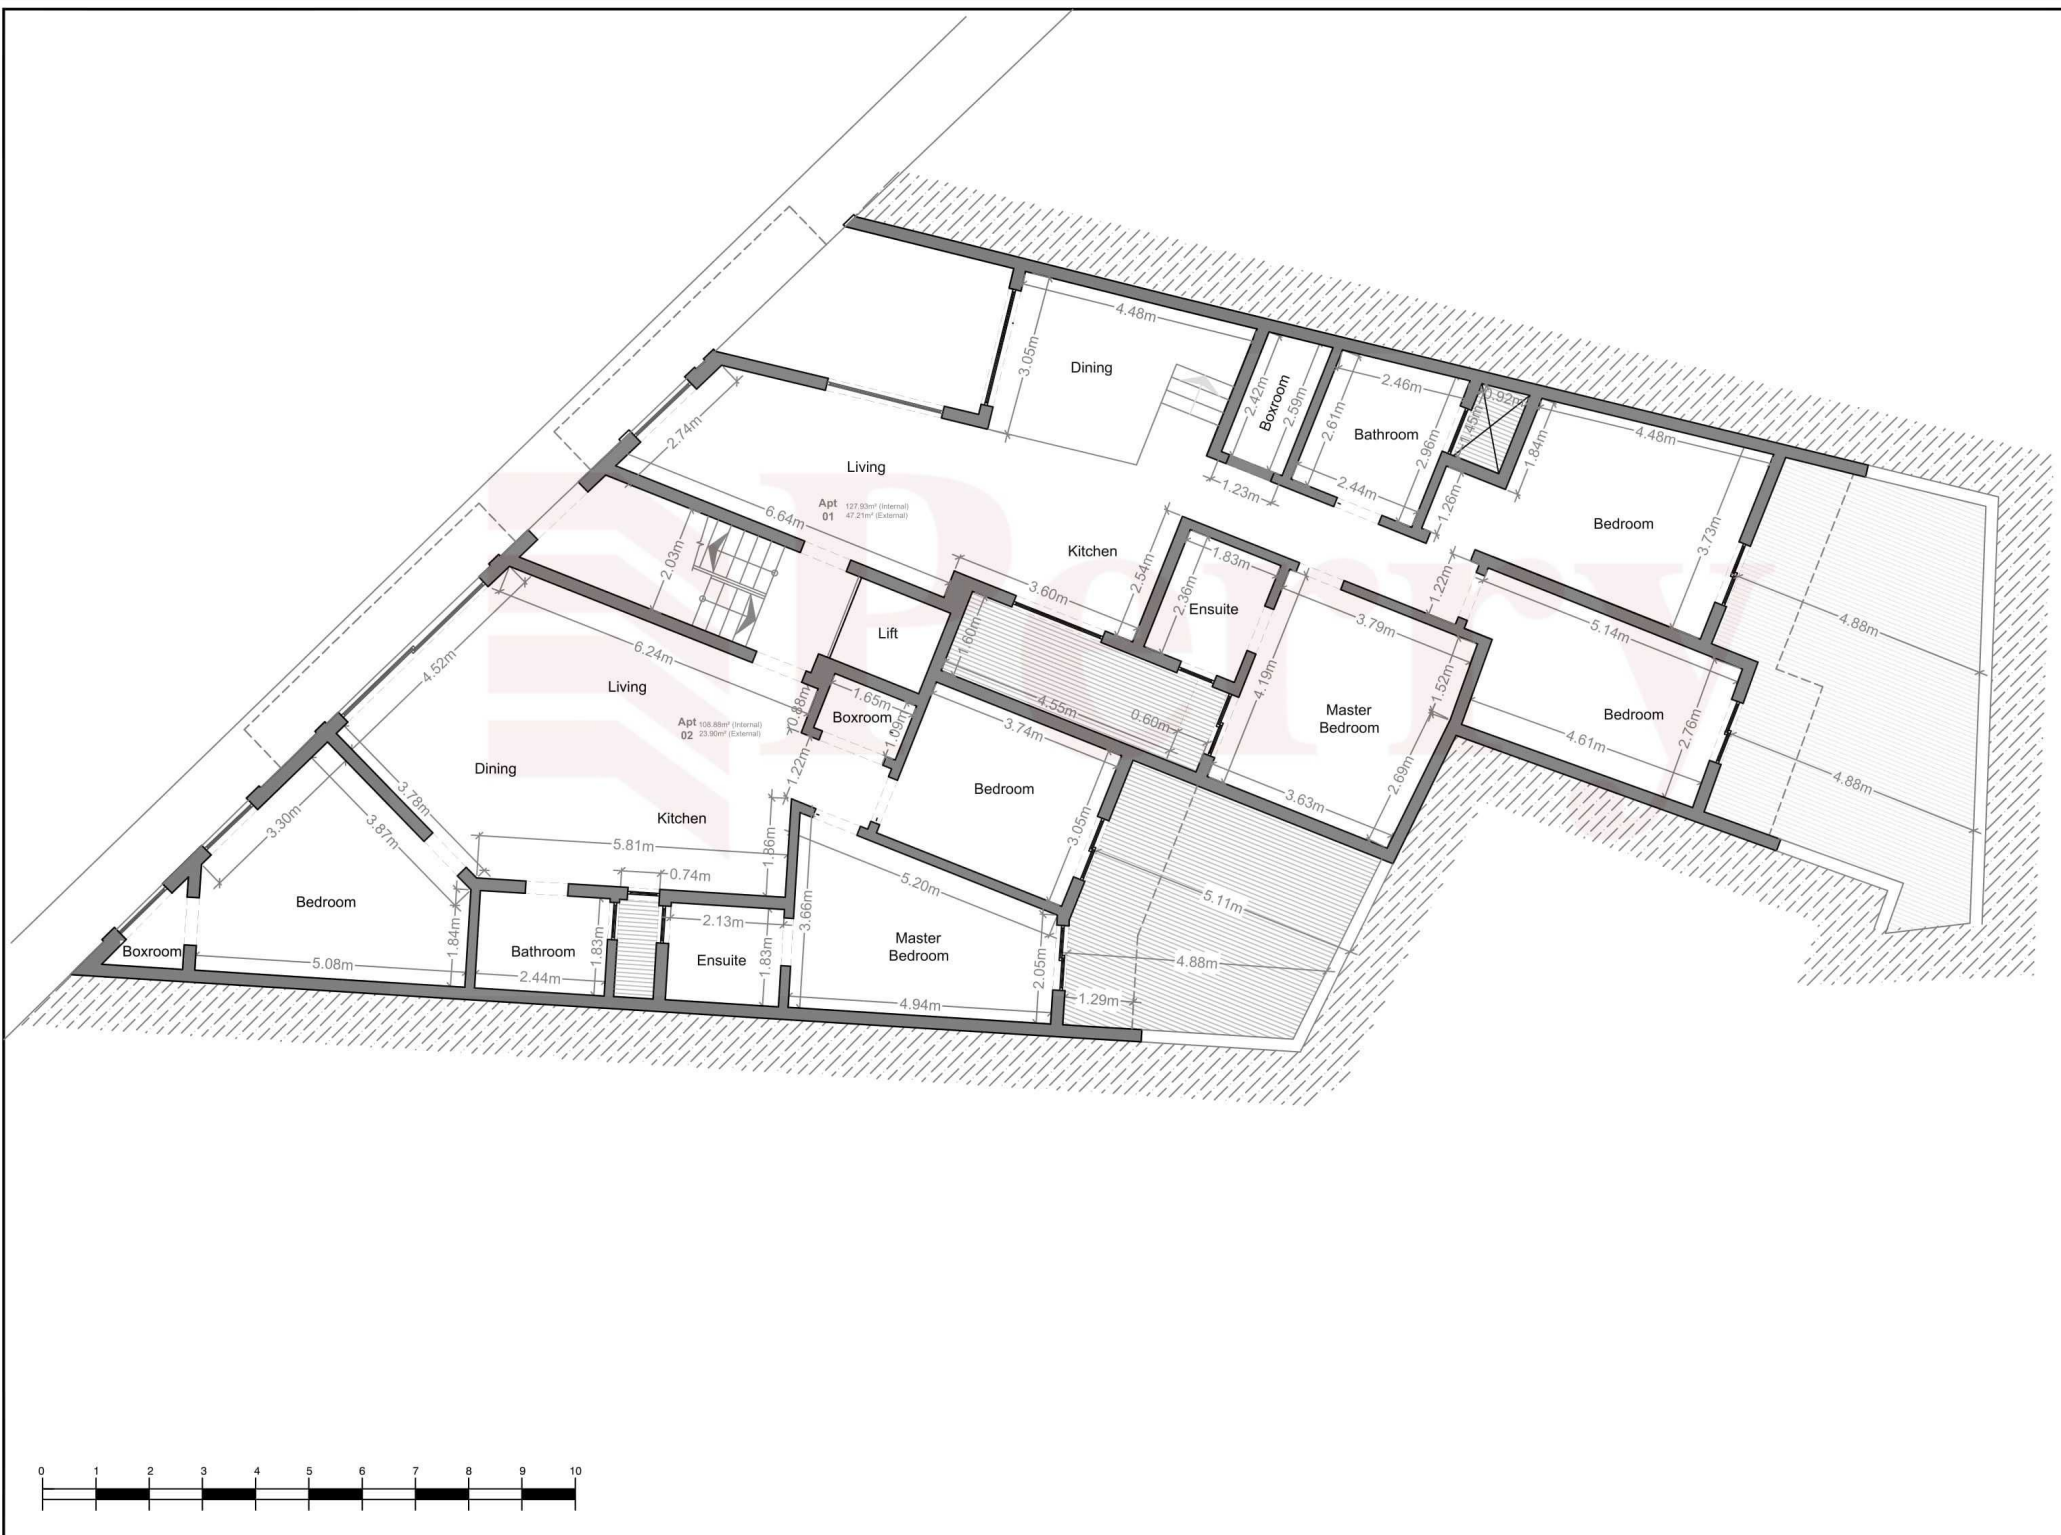 4.48m
3.05m
Dining
2.42m
Boxroom
2.59m
2.46m
2.61m
Bathroom
2.96m
2.44m
1.45m
0.92m
1.84m
4.48m
2.74m
Living
Apt 127.93m² (Internal)
01 47.21m² (External)
6.64m
1.23m
1.26m
Bedroom
3.73m
2.03m
Kitchen
3.60m
2.54m
1.83m
2.36m
Ensuite
1.22m
3.79m
5.14m
4.88m
Perry
Lift
1.60m
4.52m
6.24m
Living
Apt 108.88m² (Internal)
02 23.90m² (External)
0.88m
1.65m
Boxroom
1.09m
4.55m
0.60m
4.19m
Master
Bedroom
1.52m
Bedroom
4.61m
2.76m
4.88m
3.74m
Dining
1.22m
Bedroom
3.05m
3.63m
2.69m
3.30m
3.78m
3.87m
Kitchen
5.81m
1.86m
0.74m
5.20m
5.11m
Bedroom
1.84m
2.13m
3.66m
Master
Bedroom
Boxroom
5.08m
Bathroom
2.44m
1.83m
Ensuite
1.83m
4.94m
2.05m
4.88m
1.29m
0 1 2 3 4 5 6 7 8 9 10